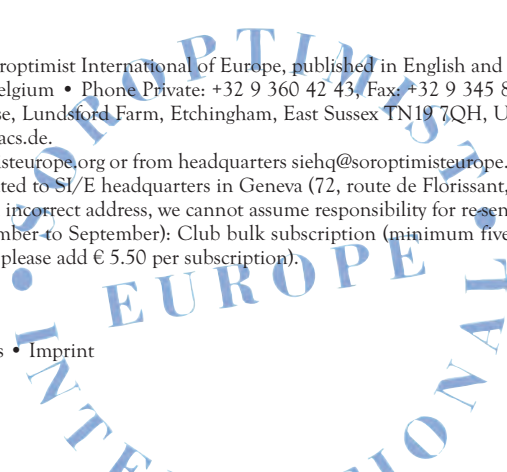 roptimist International of Europe, published in English and
elgium • Phone Private: +32 9 360 42 43, Fax: +32 9 345 8
se, Lundsford Farm, Etchingham, East Sussex TN19 7QH, U
acs.de.
isteurope.org or from headquarters siehq@soroptimisteurope.
ted to SI/E headquarters in Geneva (72, route de Florissant,
incorrect address, we cannot assume responsibility for re-sen
mber to September): Club bulk subscription (minimum five
please add € 5.50 per subscription).
s • Imprint
SOROPTIMIST
EUROPE
INTERNATIONAL